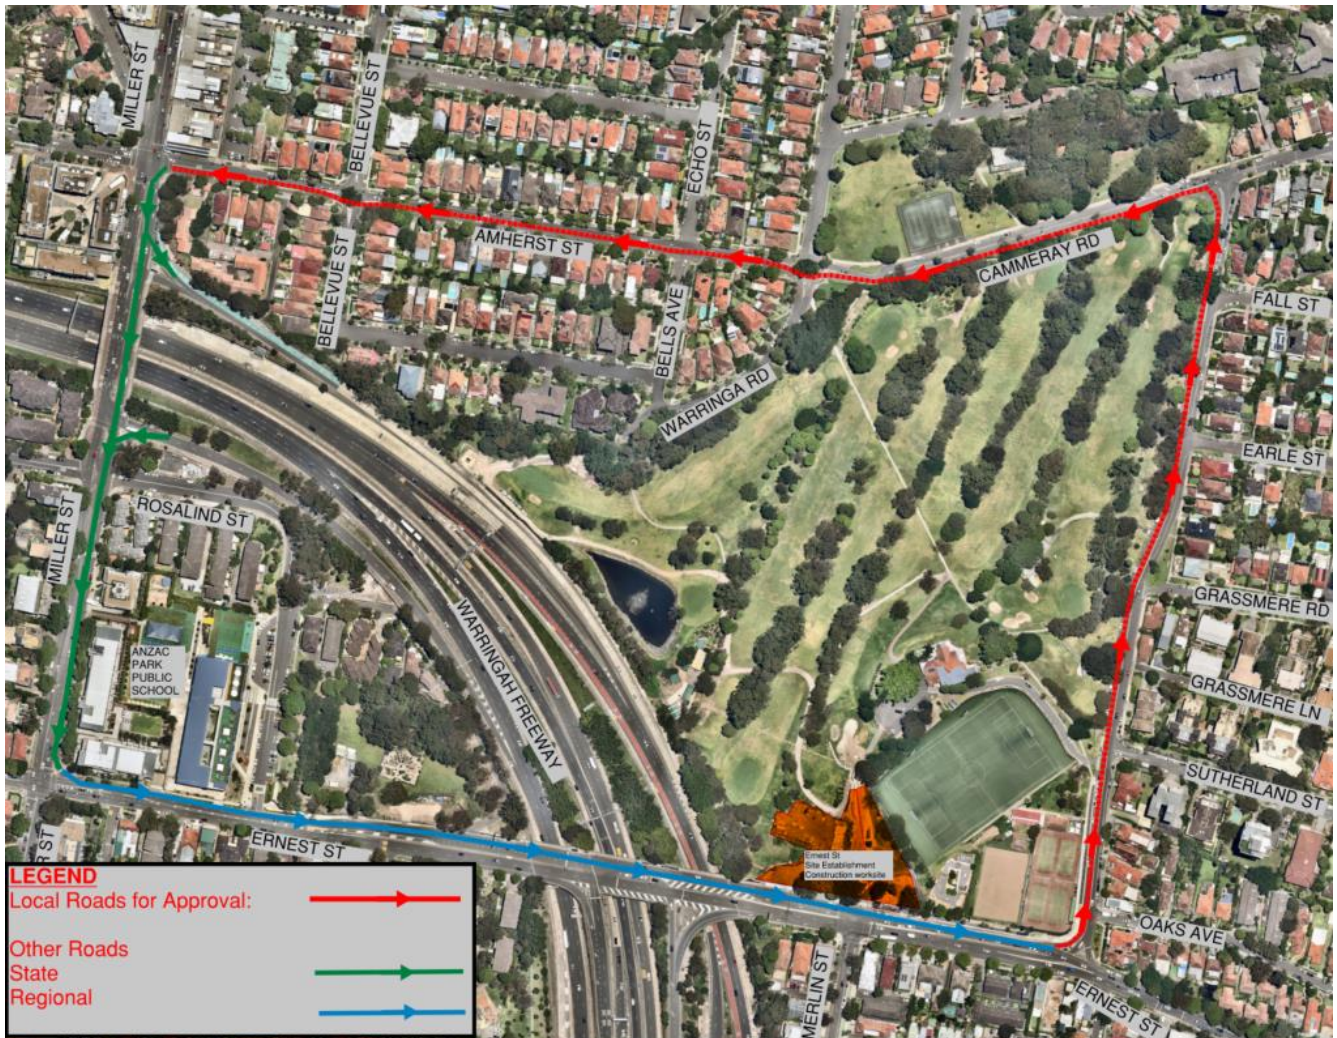 MILLER ST
BELLEVUE ST
ECHO ST
AMHERST ST
CAMMERAY RD
BELLEVUE ST
BELLS AVE
WARRINGA RD
FALL ST
EARLE ST
MILLER ST
ROSALIND ST
GRASSMERE RD
ANZAC
PARK
PUBLIC
SCHOOL
WARRINGAH FREEWAY
GRASSMERE LN
SUTHERLAND ST
ERNEST ST
Ernest St
Site Establishment
Construction worksite
OAKS AVE
MERLIN ST
ERNEST ST
R ST
LEGEND
Local Roads for Approval:
Other Roads
State
Regional